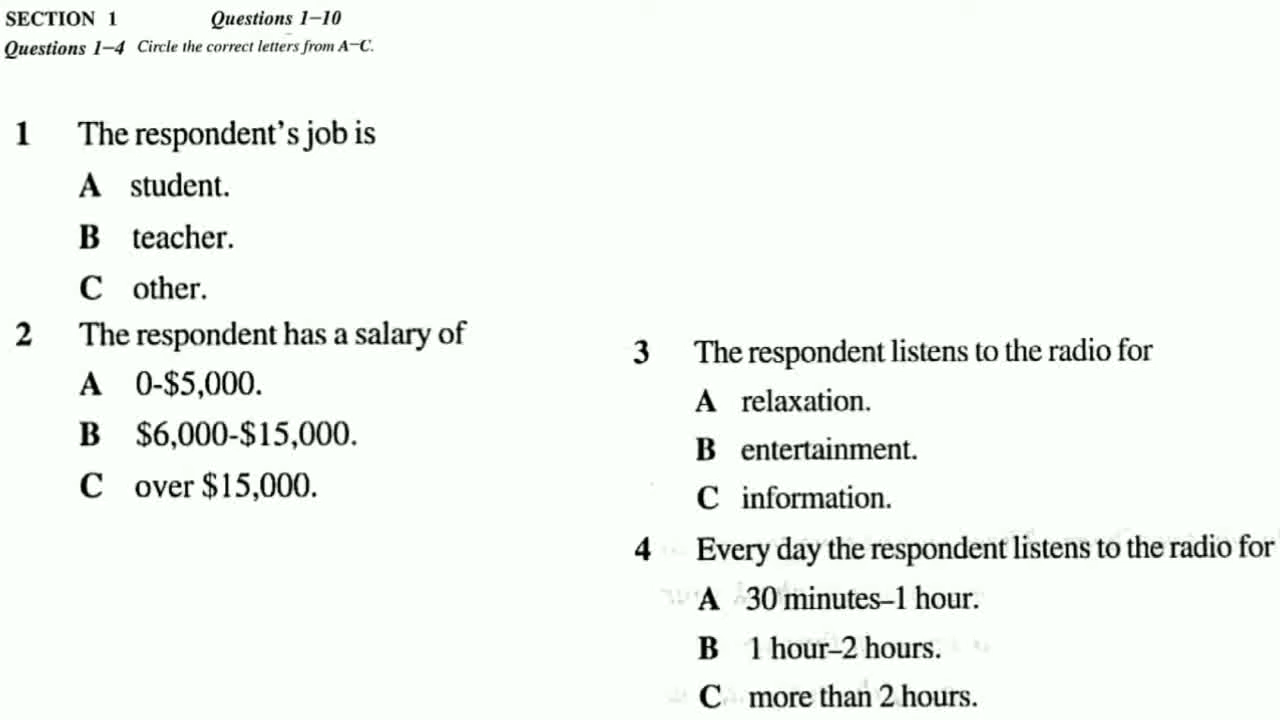 SECTION 1 Questions 1–10
Questions 1–4 Circle the correct letters from A–C.
1 The respondent's job is
A student.
B teacher.
C other.
2 The respondent has a salary of
A 0-$5,000.
B $6,000-$15,000.
C over $15,000.
3 The respondent listens to the radio for
A relaxation.
B entertainment.
C information.
4 Every day the respondent listens to the radio for
A 30 minutes–1 hour.
B 1 hour–2 hours.
C more than 2 hours.